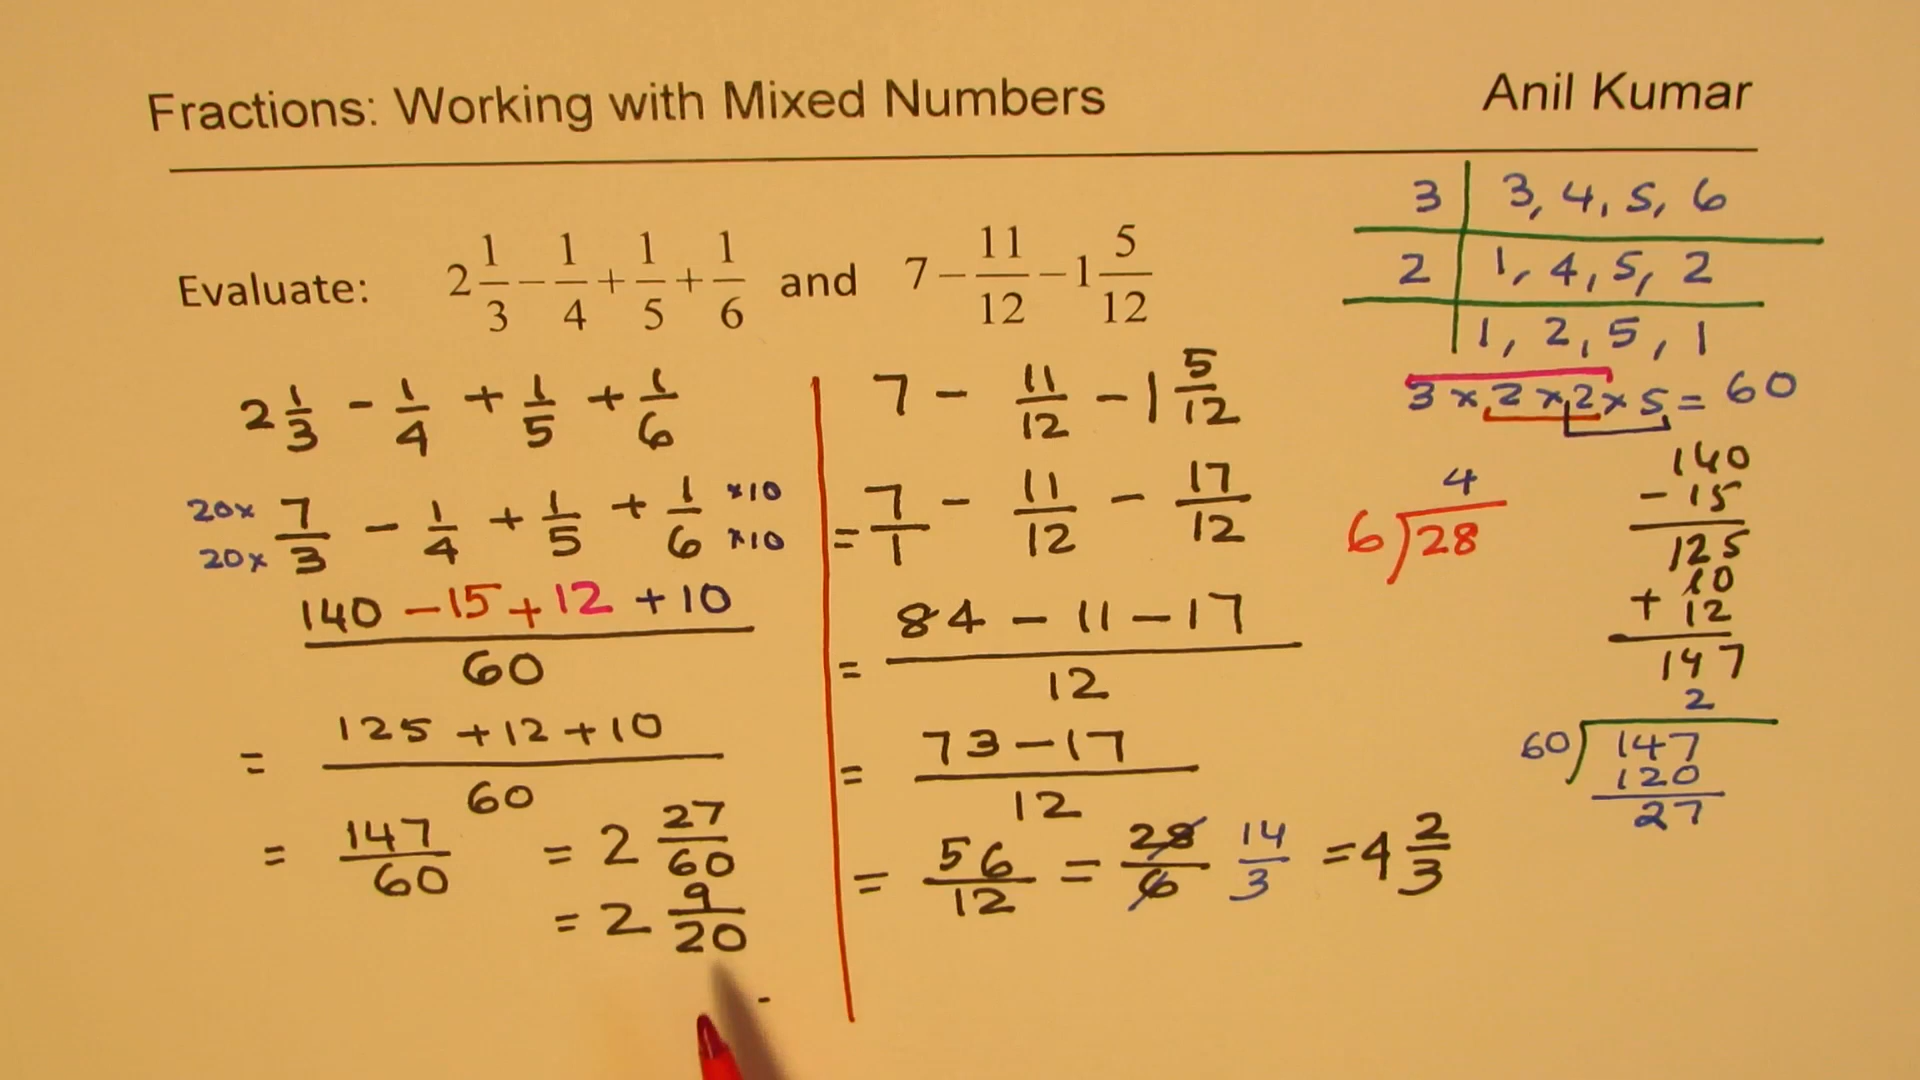 Fractions: Working with Mixed Numbers
Anil Kumar
Evaluate: 2 1/3 − 1/4 + 1/5 + 1/6 and 7 − 11/12 − 1 5/12
2 1/3 − 1/4 + 1/5 + 1/6
20× 7/3 20× − 1/4 + 1/5 + 1/6 ×10 ×10
140 − 15 + 12 + 10
60
= 125 + 12 + 10
60
= 147/60 = 2 27/60
= 2 9/20
7 − 11/12 − 1 5/12
= 7/1 − 11/12 − 17/12
= 84 − 11 − 17
12
= 73 − 17
12
= 56/12 = 28/6 14/3 = 4 2/3
3 | 3, 4, 5, 6
2 | 1, 4, 5, 2
1, 2, 5, 1
3 × 2 × 2 × 5 = 60
4
6)28
140
− 15
125
10
+ 12
147
2
60)147
120
27